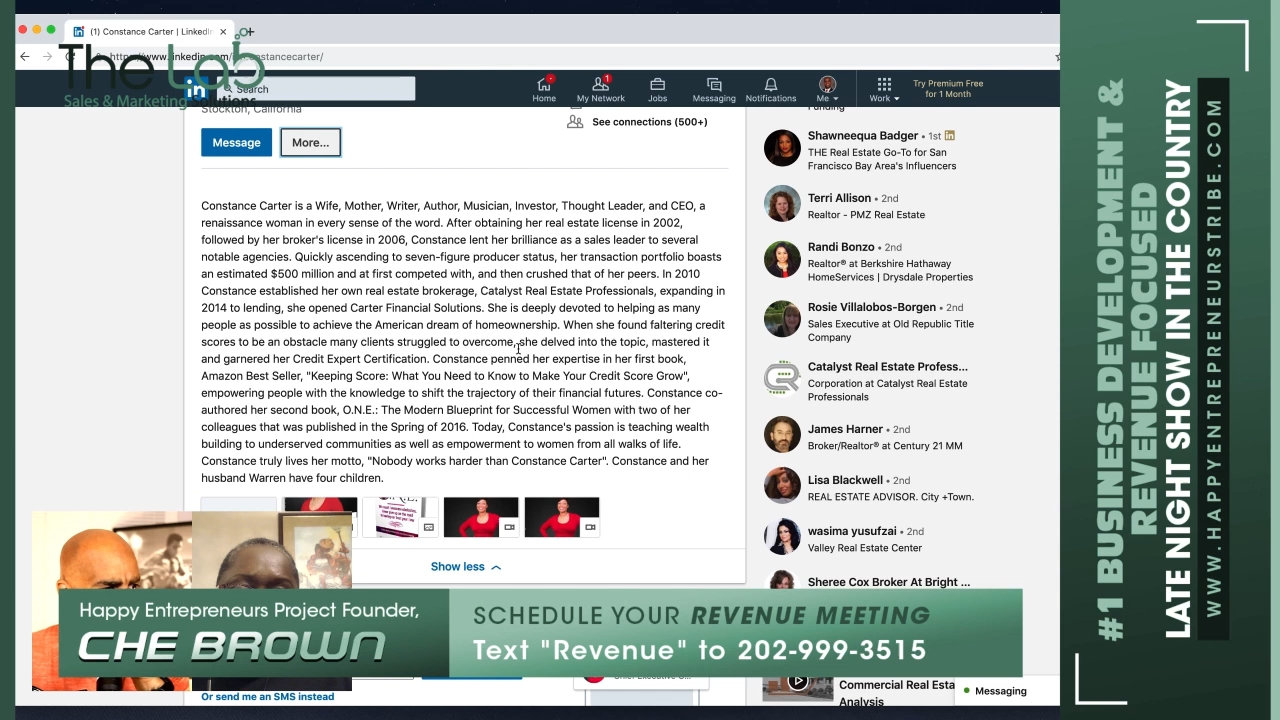 (1) Constance Carter | LinkedIn
The Lab
Sales & Marketing Solutions
https://www.linkedin.com/in/constancecarter/
Search
Home
My Network
1
Jobs
Messaging
Notifications
Me
Work
Try Premium Free
for 1 Month
Stockton, California
See connections (500+)
Message
More...
Constance Carter is a Wife, Mother, Writer, Author, Musician, Investor, Thought Leader, and CEO, a
renaissance woman in every sense of the word. After obtaining her real estate license in 2002,
followed by her broker's license in 2006, Constance lent her brilliance as a sales leader to several
notable agencies. Quickly ascending to seven-figure producer status, her transaction portfolio boasts
an estimated $500 million and at first competed with, and then crushed that of her peers. In 2010
Constance established her own real estate brokerage, Catalyst Real Estate Professionals, expanding in
2014 to lending, she opened Carter Financial Solutions. She is deeply devoted to helping as many
people as possible to achieve the American dream of homeownership. When she found faltering credit
scores to be an obstacle many clients struggled to overcome, she delved into the topic, mastered it
and garnered her Credit Expert Certification. Constance penned her expertise in her first book,
Amazon Best Seller, "Keeping Score: What You Need to Know to Make Your Credit Score Grow",
empowering people with the knowledge to shift the trajectory of their financial futures. Constance co-
authored her second book, O.N.E.: The Modern Blueprint for Successful Women with two of her
colleagues that was published in the Spring of 2016. Today, Constance's passion is teaching wealth
building to underserved communities as well as empowerment to women from all walks of life.
Constance truly lives her motto, "Nobody works harder than Constance Carter". Constance and her
husband Warren have four children.
Show less
Or send me an SMS instead
Funding
Shawneequa Badger • 1st
THE Real Estate Go-To for San
Francisco Bay Area's Influencers
Terri Allison • 2nd
Realtor - PMZ Real Estate
Randi Bonzo • 2nd
Realtor® at Berkshire Hathaway
HomeServices | Drysdale Properties
Rosie Villalobos-Borgen • 2nd
Sales Executive at Old Republic Title
Company
Catalyst Real Estate Profess...
Corporation at Catalyst Real Estate
Professionals
James Harner • 2nd
Broker/Realtor® at Century 21 MM
Lisa Blackwell • 2nd
REAL ESTATE ADVISOR. City +Town.
wasima yusufzai • 2nd
Valley Real Estate Center
Sheree Cox Broker At Bright ...
Commercial Real Esta
Analysis
Messaging
Happy Entrepreneurs Project Founder,
CHE BROWN
SCHEDULE YOUR REVENUE MEETING
Text "Revenue" to 202-999-3515
#1 BUSINESS DEVELOPMENT &
REVENUE FOCUSED
LATE NIGHT SHOW IN THE COUNTRY
WWW.HAPPYENTREPRENEURSTRIBE.COM